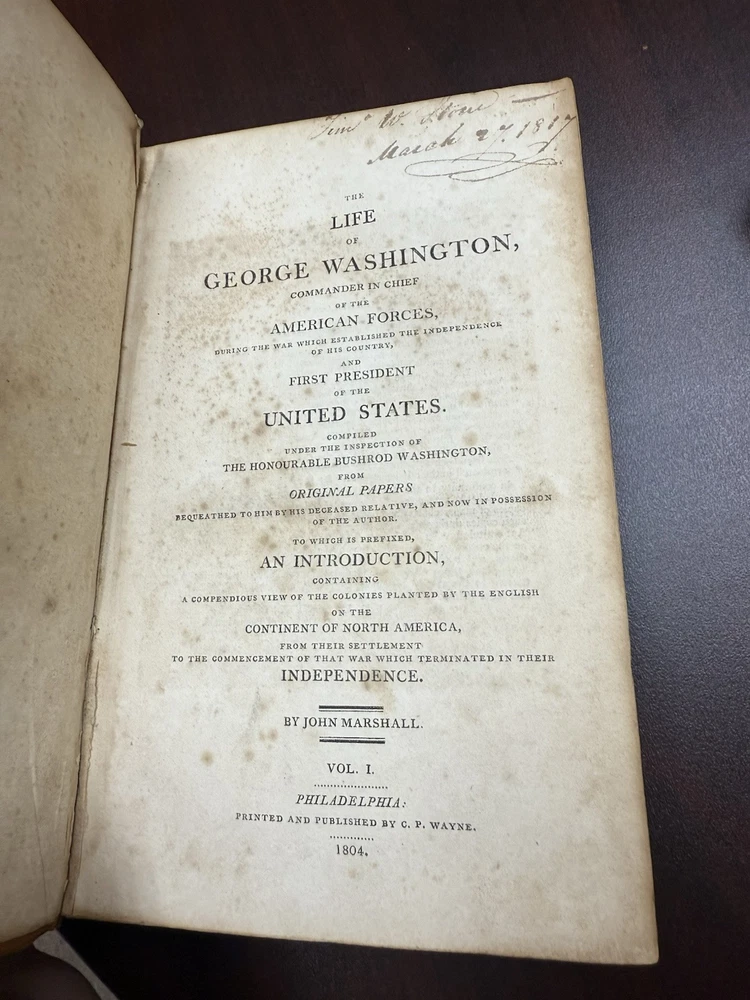 W. Stone
March 27. 1817
THE
LIFE
OF
GEORGE WASHINGTON,
COMMANDER IN CHIEF
OF THE
AMERICAN FORCES,
DURING THE WAR WHICH ESTABLISHED THE INDEPENDENCE
OF HIS COUNTRY,
AND
FIRST PRESIDENT
OF THE
UNITED STATES.
COMPILED
UNDER THE INSPECTION OF
THE HONOURABLE BUSHROD WASHINGTON,
FROM
ORIGINAL PAPERS
BEQUEATHED TO HIM BY HIS DECEASED RELATIVE, AND NOW IN POSSESSION
OF THE AUTHOR.
TO WHICH IS PREFIXED,
AN INTRODUCTION,
CONTAINING
A COMPENDIOUS VIEW OF THE COLONIES PLANTED BY THE ENGLISH
ON THE
CONTINENT OF NORTH AMERICA,
FROM THEIR SETTLEMENT
TO THE COMMENCEMENT OF THAT WAR WHICH TERMINATED IN THEIR
INDEPENDENCE.
BY JOHN MARSHALL.
VOL. I.
PHILADELPHIA:
PRINTED AND PUBLISHED BY C. P. WAYNE.
1804.